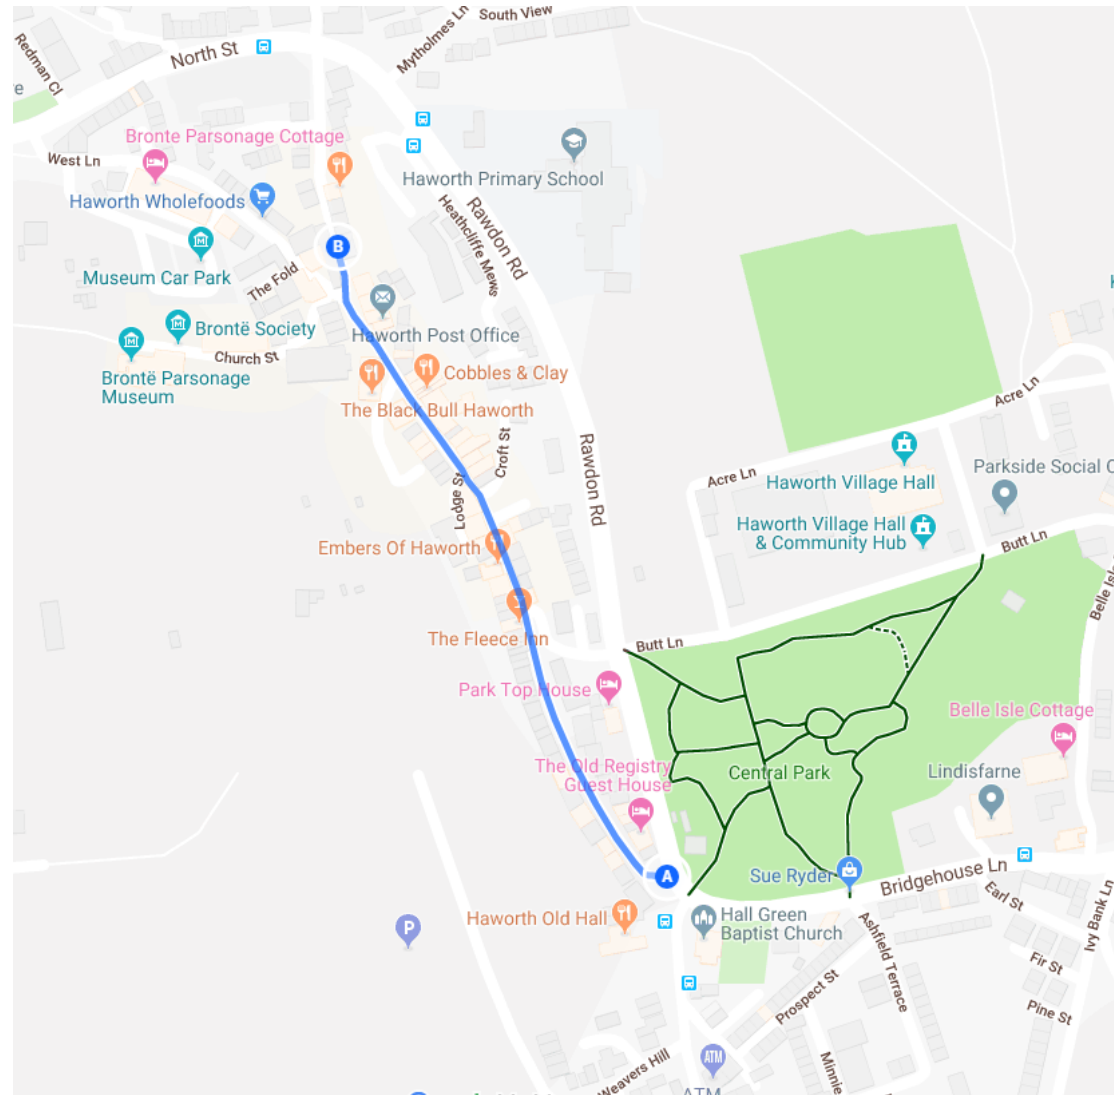 South View
Mytholmes Ln
Redman Cl
North St
Bronte Parsonage Cottage
West Ln
Haworth Primary School
Haworth Wholefoods
Heathcliffe Mews
Rawdon Rd
B
Museum Car Park
The Fold
Haworth Post Office
Brontë Society
Church St
Brontë Parsonage
Museum
Cobbles & Clay
The Black Bull Haworth
Acre Ln
Croft St
Rawdon Rd
Acre Ln
Haworth Village Hall
Parkside Social C
Lodge St
Haworth Village Hall
& Community Hub
Embers Of Haworth
Butt Ln
Belle Isle
The Fleece Inn
Butt Ln
Park Top House
Belle Isle Cottage
The Old Registry
Guest House
Central Park
Lindisfarne
A
Sue Ryder
Bridgehouse Ln
Earl St
Haworth Old Hall
Hall Green
Baptist Church
P
Ashfield Terrace
Ivy Bank Ln
Fir St
Prospect St
Pine St
ATM
Weavers Hill
Minnie
ATM